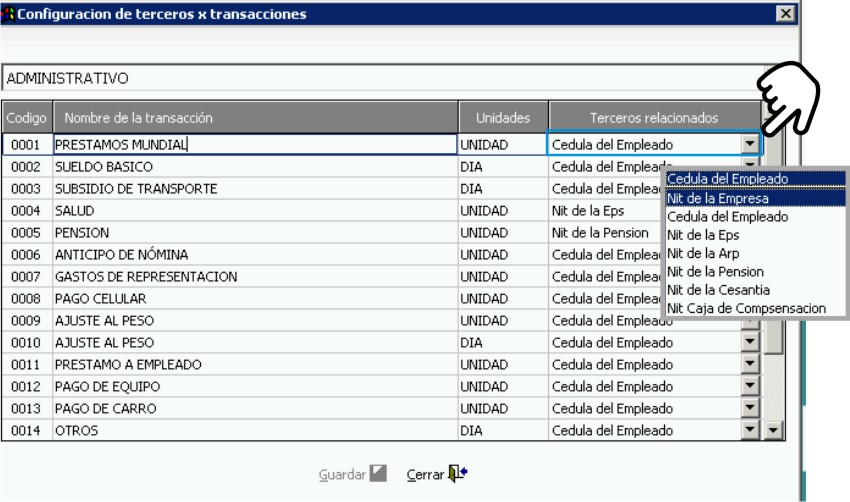 Configuracion de terceros x transacciones
ADMINISTRATIVO
Codigo Nombre de la transacción Unidades Terceros relacionados
0001 PRESTAMOS MUNDIAL UNIDAD Cedula del Empleado
0002 SUELDO BASICO DIA Cedula del Emplead
0003 SUBSIDIO DE TRANSPORTE DIA Cedula del Emplea
0004 SALUD UNIDAD Nit de la Eps
0005 PENSION UNIDAD Nit de la Pension
0006 ANTICIPO DE NÓMINA UNIDAD Cedula del Emplea
0007 GASTOS DE REPRESENTACION UNIDAD Cedula del Emplea
0008 PAGO CELULAR UNIDAD Cedula del Emplea
0009 AJUSTE AL PESO UNIDAD Cedula del Empleado
0010 AJUSTE AL PESO DIA Cedula del Empleado
0011 PRESTAMO A EMPLEADO UNIDAD Cedula del Empleado
0012 PAGO DE EQUIPO UNIDAD Cedula del Empleado
0013 PAGO DE CARRO UNIDAD Cedula del Empleado
0014 OTROS DIA Cedula del Empleado
Cedula del Empleado
Nit de la Empresa
Cedula del Empleado
Nit de la Eps
Nit de la Arp
Nit de la Pension
Nit de la Cesantia
Nit Caja de Compsensacion
Guardar Cerrar